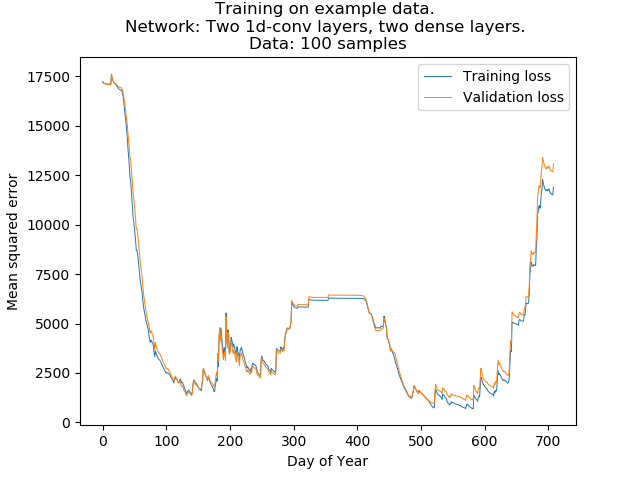 Training on example data.
Network: Two 1d-conv layers, two dense layers.
Data: 100 samples
Training loss
Validation loss
17500
15000
12500
10000
7500
5000
2500
0
Mean squared error
0 100 200 300 400 500 600 700
Day of Year